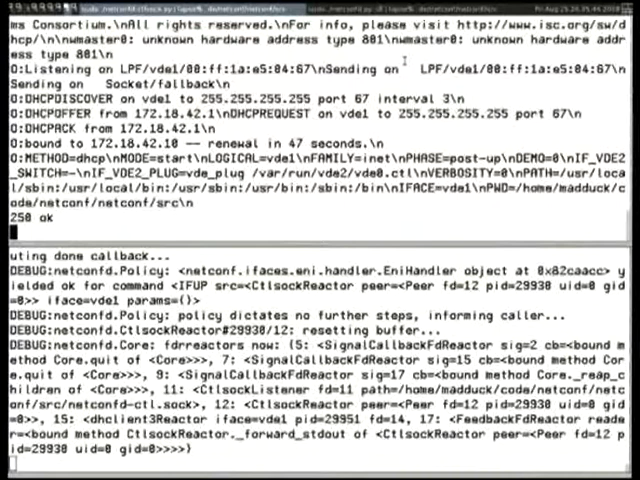 ms Consortium.\nAll rights reserved.\nFor info, please visit http://www.isc.org/sw/d
hcp/\n\nwmaster0: unknown hardware address type 801\nwmaster0: unknown hardware addr
ess type 801\n
O:Listening on LPF/vde1/00:ff:1a:e5:04:67\nSending on   LPF/vde1/00:ff:1a:e5:04:67\n
Sending on   Socket/fallback\n
O:DHCPDISCOVER on vde1 to 255.255.255.255 port 67 interval 3\n
O:DHCPOFFER from 172.18.42.1\nDHCPREQUEST on vde1 to 255.255.255.255 port 67\n
O:DHCPACK from 172.18.42.1\n
O:bound to 172.18.42.10 -- renewal in 47 seconds.\n
O:METHOD=dhcp\nMODE=start\nLOGICAL=vde1\nFAMILY=inet\nPHASE=post-up\nDEMO=0\nIF_VDE2
_SWITCH=-\nIF_VDE2_PLUG=vde_plug /var/run/vde2/vde0.ctl\nVERBOSITY=0\nPATH=/usr/loca
l/sbin:/usr/local/bin:/usr/sbin:/usr/bin:/sbin:/bin\nIFACE=vde1\nPWD=/home/madduck/c
ode/netconf/netconf/src\n
250 ok
uting done callback...
DEBUG:netconfd.Policy: <netconf.ifaces.eni.handler.EniHandler object at 0x82caacc> y
ielded ok for command <IFUP src=<CtlsockReactor peer=<Peer fd=12 pid=29930 uid=0 gid
=0>> iface=vde1 params={}>
DEBUG:netconfd.Policy: policy dictates no further steps, informing caller...
DEBUG:netconfd.CtlsockReactor#29930/12: resetting buffer...
DEBUG:netconfd.Core: fdrreactors now: {5: <SignalCallbackFdReactor sig=2 cb=<bound m
ethod Core.quit of <Core>>>, 7: <SignalCallbackFdReactor sig=15 cb=<bound method Cor
e.quit of <Core>>>, 9: <SignalCallbackFdReactor sig=17 cb=<bound method Core._reap_c
hildren of <Core>>>, 11: <CtlsockListener fd=11 path=/home/madduck/code/netconf/netc
onf/src/netconfd-ctl.sock>, 12: <CtlsockReactor peer=<Peer fd=12 pid=29930 uid=0 gid
=0>>, 15: <dhclient3Reactor iface=vde1 pid=29951 fd=14, 17: <FeedbackFdReactor reade
r=<bound method CtlsockReactor._forward_stdout of <CtlsockReactor peer=<Peer fd=12 p
id=29930 uid=0 gid=0>>>>}